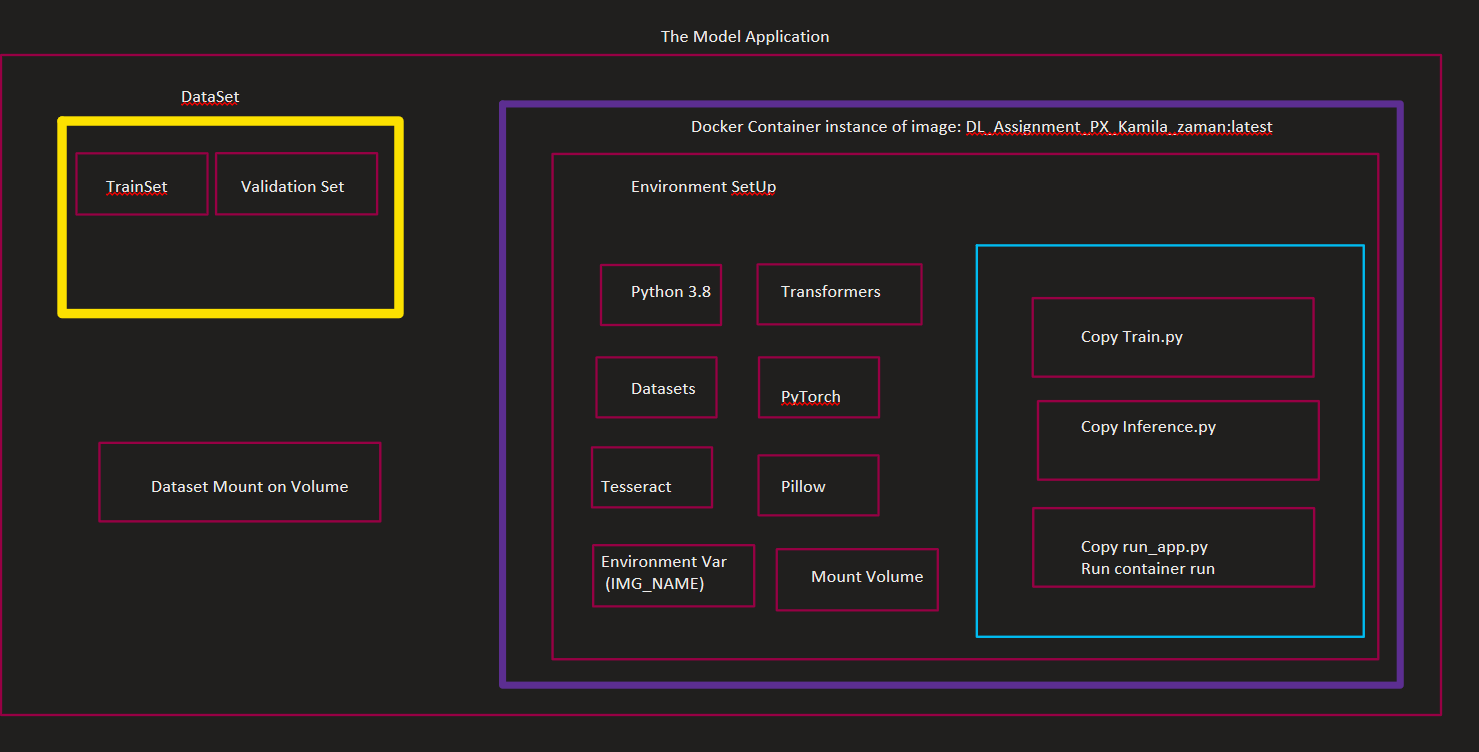 The Model Application
DataSet
Docker Container instance of image: DL_Assignment_PX_Kamila_zaman:latest
TrainSet
Validation Set
Environment SetUp
Python 3.8
Transformers
Datasets
PyTorch
Tesseract
Pillow
Environment Var
(IMG_NAME)
Mount Volume
Copy Train.py
Copy Inference.py
Copy run_app.py
Run container run
Dataset Mount on Volume